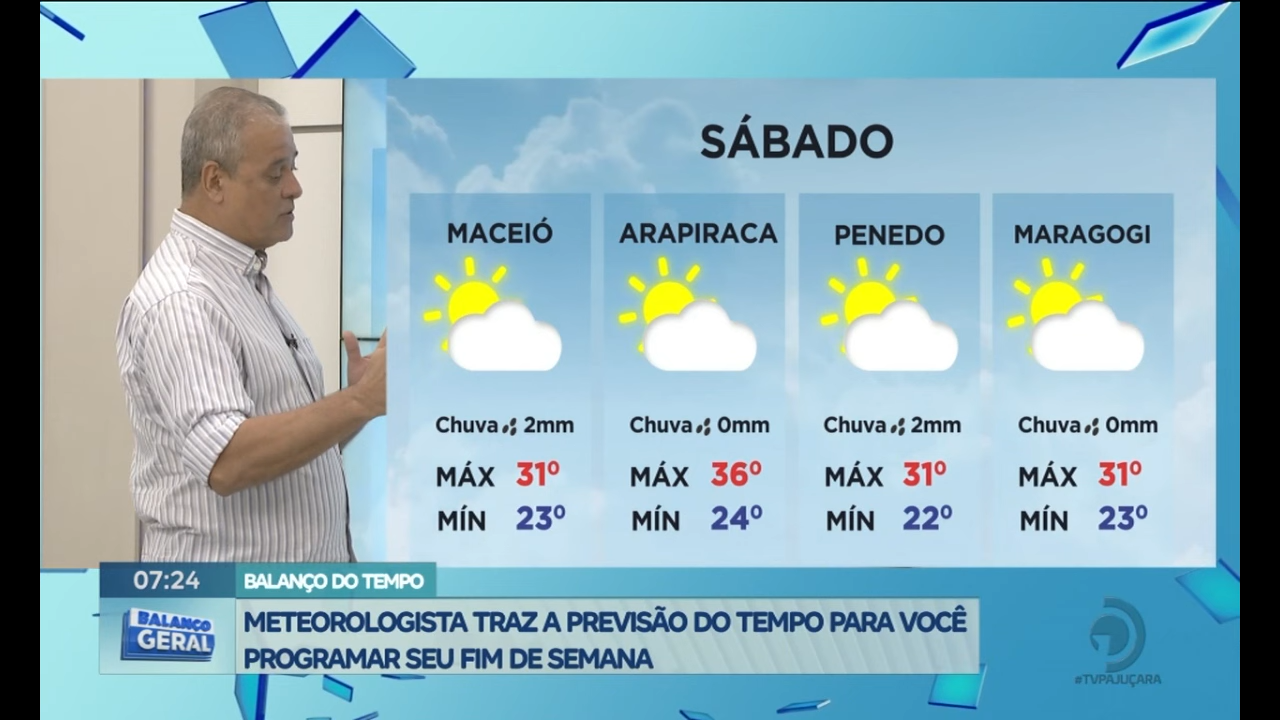 SÁBADO
MACEIÓ
ARAPIRACA
PENEDO
MARAGOGI
Chuva 2mm
Chuva 0mm
Chuva 2mm
Chuva 0mm
MÁX 31º
MÁX 36º
MÁX 31º
MÁX 31º
MÍN 23º
MÍN 24º
MÍN 22º
MÍN 23º
07:24
BALANÇO DO TEMPO
BALANÇO
GERAL
METEOROLOGISTA TRAZ A PREVISÃO DO TEMPO PARA VOCÊ
PROGRAMAR SEU FIM DE SEMANA
#TVPAJUÇARA